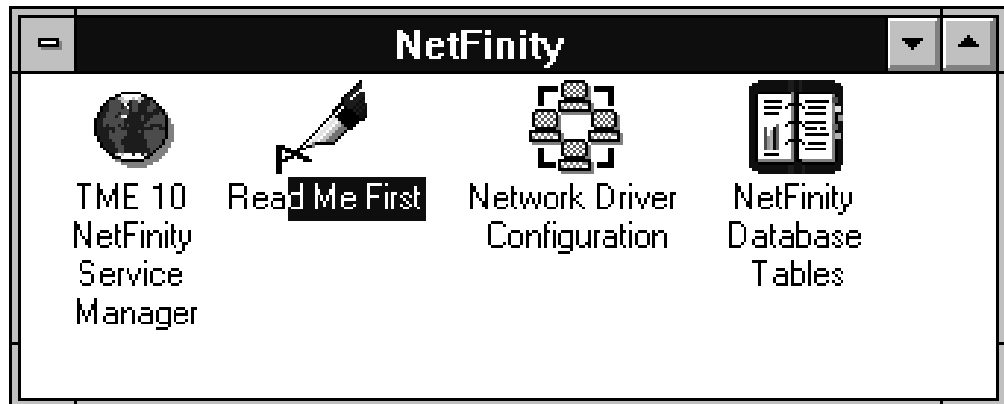 NetFinity
TME 10
NetFinity
Service
Manager
Read Me First
Network Driver
Configuration
NetFinity
Database
Tables